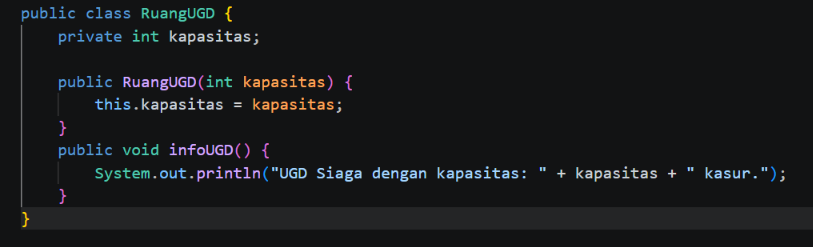 public class RuangUGD {
    private int kapasitas;

    public RuangUGD(int kapasitas) {
        this.kapasitas = kapasitas;
    }
    public void infoUGD() {
        System.out.println("UGD Siaga dengan kapasitas: " + kapasitas + " kasur.");
    }
}